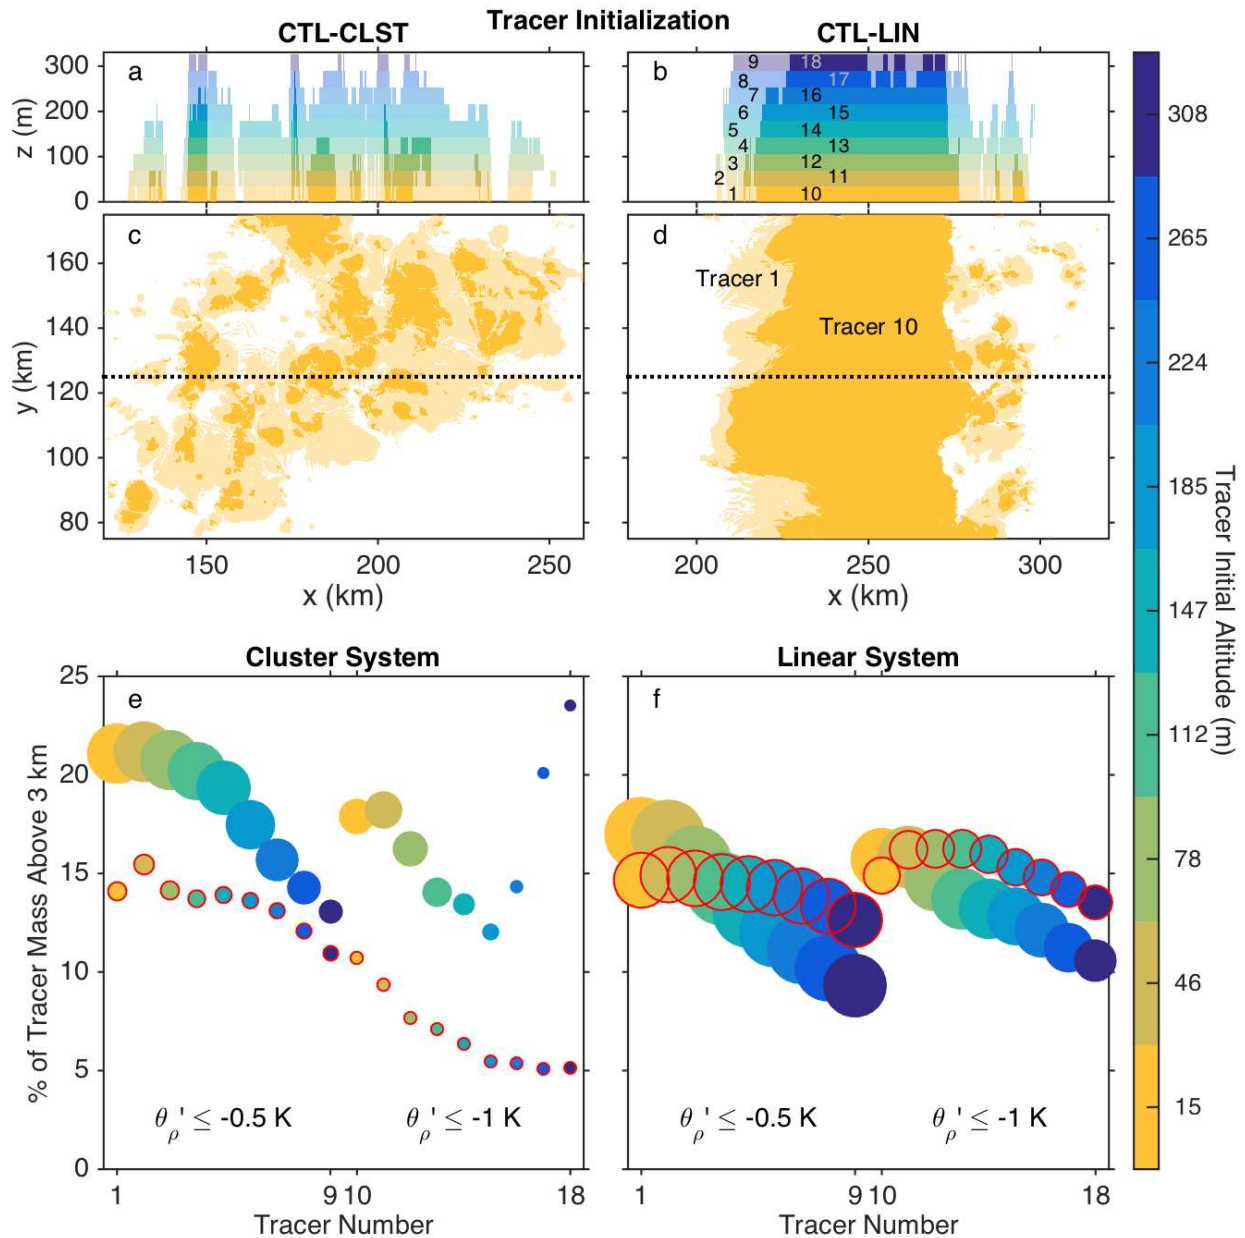 Tracer Initialization
CTL-CLST
CTL-LIN
a
b
z (m)
300
200
100
0
9
18
8
17
7
16
6
15
5
14
4
13
3
12
2
11
1
10
c
d
y (km)
160
140
120
100
80
Tracer 1
Tracer 10
150
200
250
x (km)
200
250
300
x (km)
308
265
224
185
147
112
78
46
15
Tracer Initial Altitude (m)
Cluster System
Linear System
e
f
% of Tracer Mass Above 3 km
25
20
15
10
5
0
θρ' ≤ -0.5 K
θρ' ≤ -1 K
θρ' ≤ -0.5 K
θρ' ≤ -1 K
1
9
10
18
Tracer Number
1
9
10
18
Tracer Number